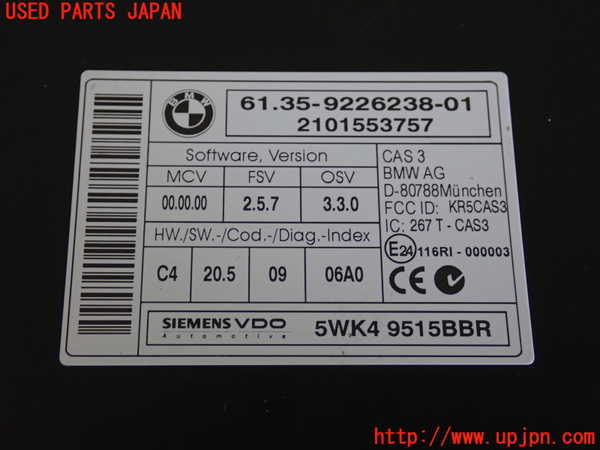 USED PARTS JAPAN
BMW
61.35-9226238-01
2101553757
Software, Version
MCV FSV OSV
00.00.00 2.5.7 3.3.0
HW./SW.-/Cod.-/Diag.-Index
C4 20.5 09 06A0
CAS 3
BMW AG
D-80788München
FCC ID: KR5CAS3
IC: 267 T - CAS3
E24 116RI - 000003
CE
SIEMENS VDO
Automotive
5WK4 9515BBR
http://www.upjpn.com/